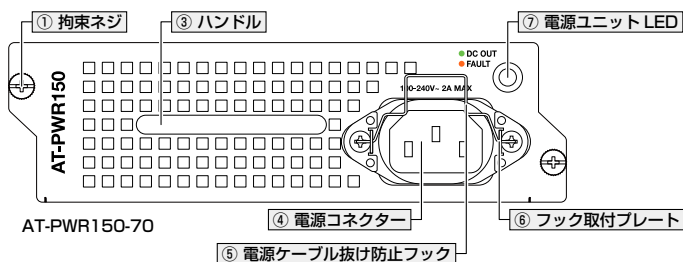 ① 拘束ネジ
③ ハンドル
⑦ 電源ユニット LED
DC OUT
FAULT
100-240V~ 2A MAX
AT-PWR150
AT-PWR150-70
④ 電源コネクター
⑥ フック取付プレート
⑤ 電源ケーブル抜け防止フック